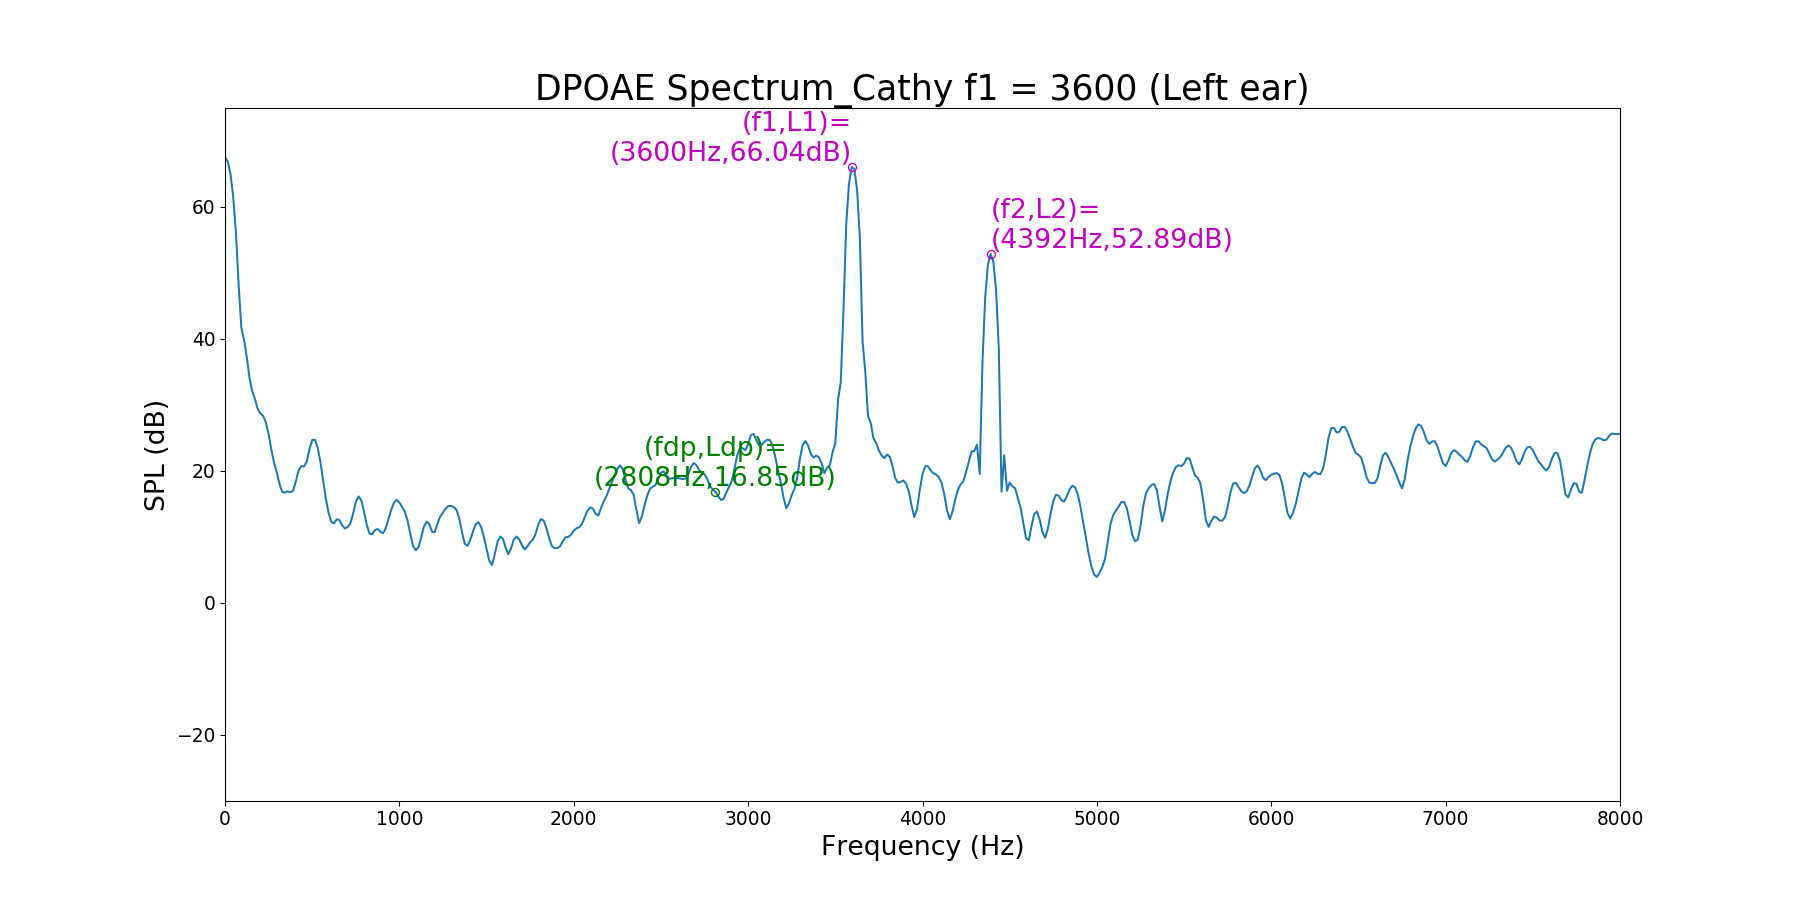 DPOAE Spectrum_Cathy f1 = 3600 (Left ear)
(f1,L1)=
(3600Hz,66.04dB)
(f2,L2)=
(4392Hz,52.89dB)
(fdp,Ldp)=
(2808Hz,16.85dB)
SPL (dB)
60
40
20
0
−20
0 1000 2000 3000 4000 5000 6000 7000 8000
Frequency (Hz)